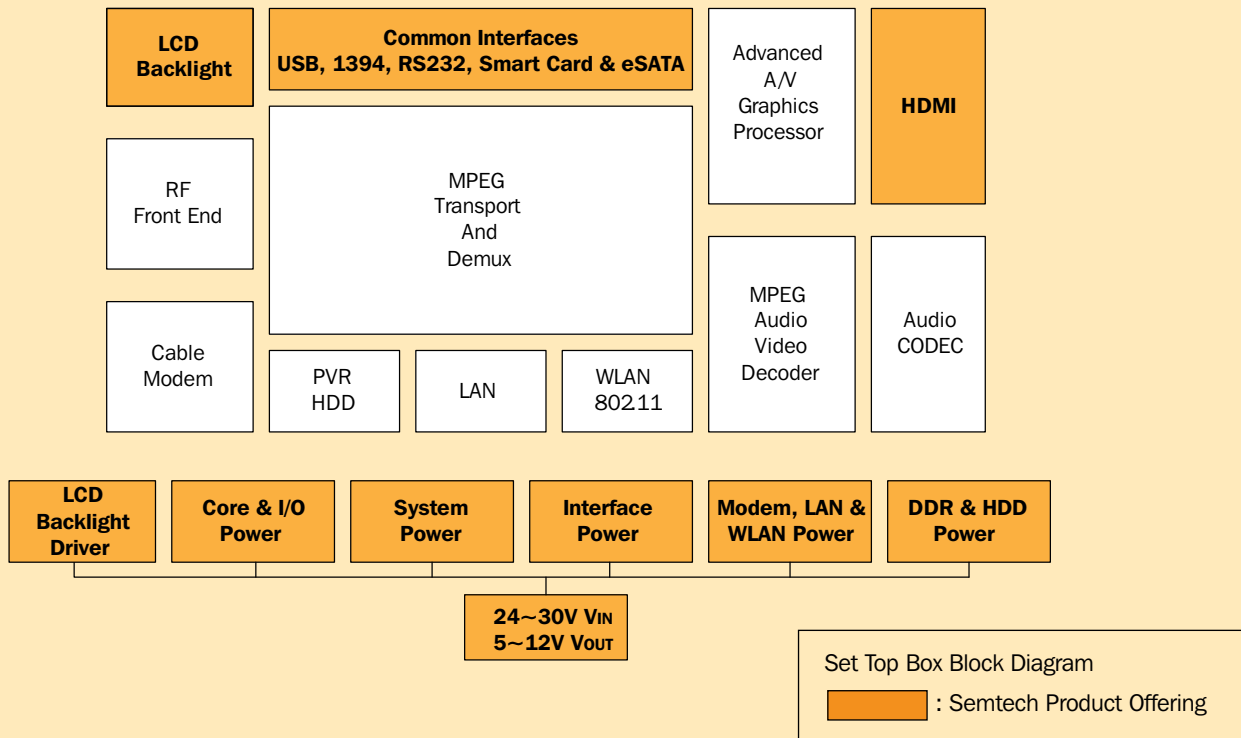 LCD
Backlight
Common Interfaces
USB, 1394, RS232, Smart Card & eSATA
Advanced
A/V
Graphics
Processor
HDMI
RF
Front End
MPEG
Transport
And
Demux
Cable
Modem
PVR
HDD
LAN
WLAN
802.11
MPEG
Audio
Video
Decoder
Audio
CODEC
LCD
Backlight
Driver
Core & I/O
Power
System
Power
Interface
Power
Modem, LAN &
WLAN Power
DDR & HDD
Power
24~30V VIN
5~12V VOUT
Set Top Box Block Diagram
: Semtech Product Offering